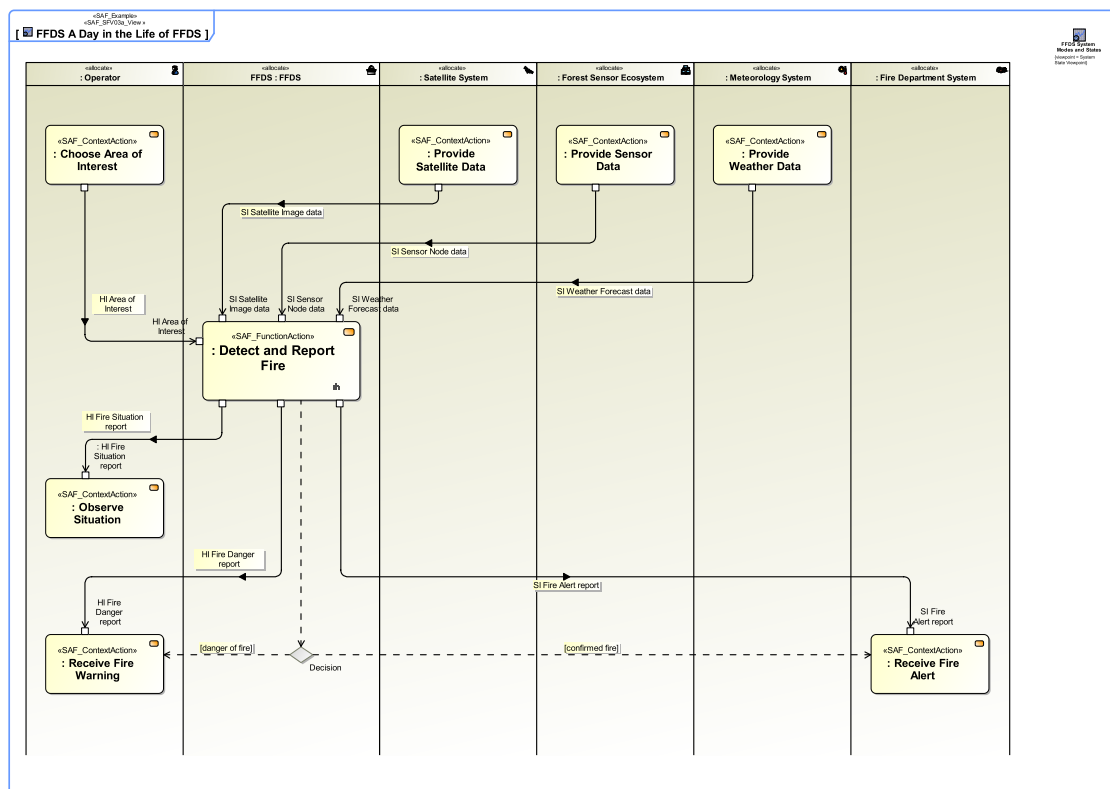 «SAF_Example»
«SAF_SFV03a_View »
[ FFDS A Day in the Life of FFDS ]
FFDS System
Modes and States
{viewpoint = System
State Viewpoint}
«allocate»
: Operator
«allocate»
FFDS : FFDS
«allocate»
: Satellite System
«allocate»
: Forest Sensor Ecosystem
«allocate»
: Meteorology System
«allocate»
: Fire Department System
«SAF_ContextAction»
: Choose Area of
Interest
«SAF_ContextAction»
: Provide
Satellite Data
«SAF_ContextAction»
: Provide Sensor
Data
«SAF_ContextAction»
: Provide
Weather Data
SI Satellite Image data
SI Sensor Node data
SI Weather Forecast data
HI Area of
Interest
SI Satellite
Image data
SI Sensor
Node data
SI Weather
Forecast data
HI Area of
Interest
«SAF_FunctionAction»
: Detect and Report
Fire
HI Fire Situation
report
: HI Fire
Situation
report
«SAF_ContextAction»
: Observe
Situation
HI Fire Danger
report
SI Fire Alert report
HI Fire
Danger
report
SI Fire
Alert report
«SAF_ContextAction»
: Receive Fire
Warning
[danger of fire]
Decision
[confirmed fire]
«SAF_ContextAction»
: Receive Fire
Alert